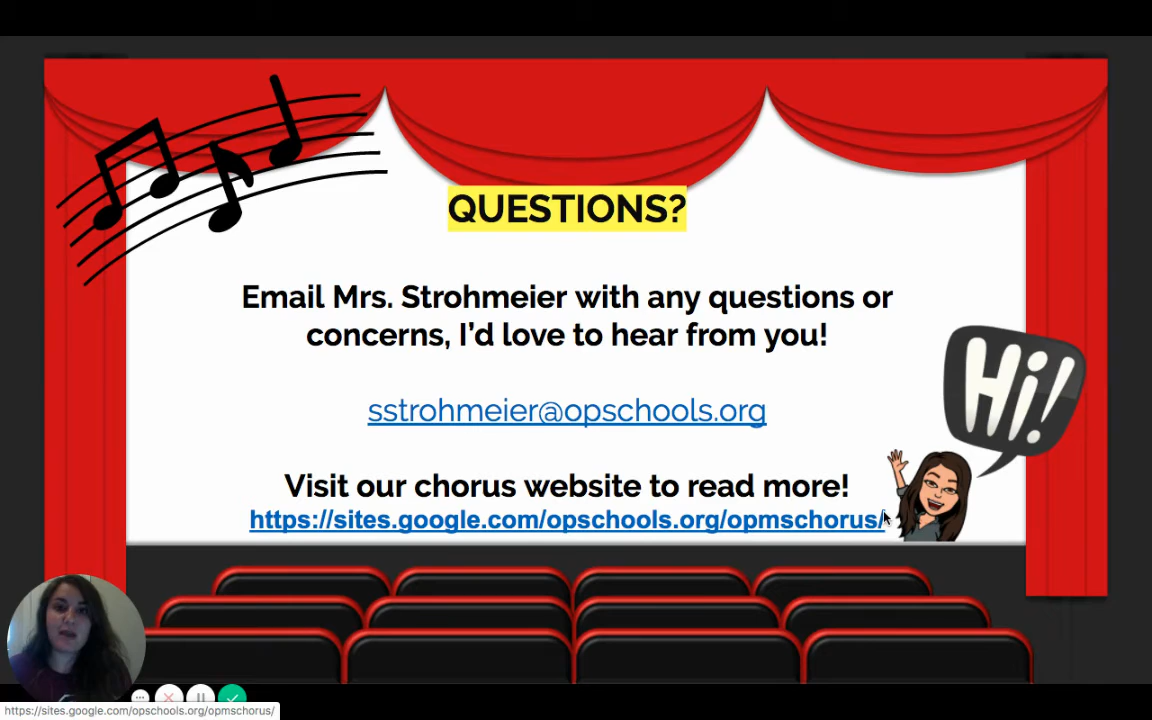 QUESTIONS?
Email Mrs. Strohmeier with any questions or
concerns, I'd love to hear from you!
Hi!
sstrohmeier@opschools.org
Visit our chorus website to read more!
https://sites.google.com/opschools.org/opmschorus/
https://sites.google.com/opschools.org/opmschorus/